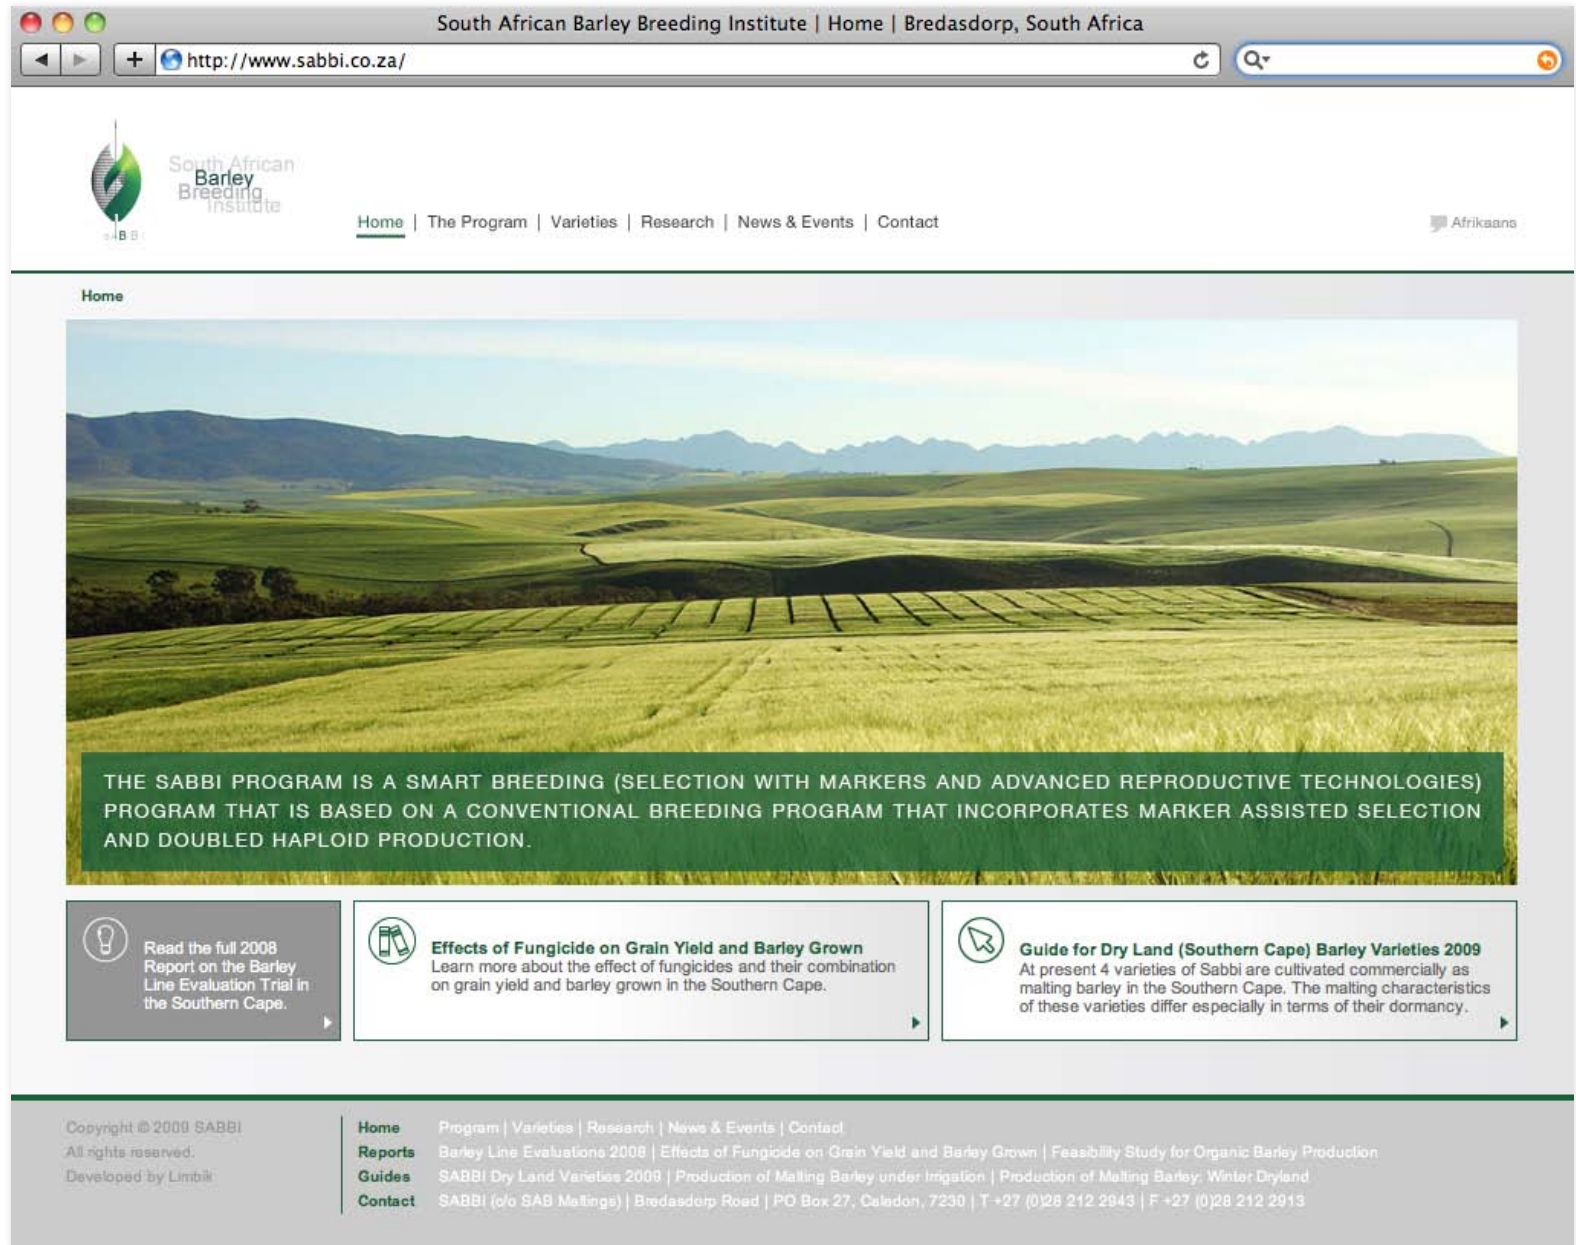 South African Barley Breeding Institute | Home | Bredasdorp, South Africa
http://www.sabbi.co.za/
South African
Barley
Breeding
Institute
SABBI
Home | The Program | Varieties | Research | News & Events | Contact
Afrikaans
Home
THE SABBI PROGRAM IS A SMART BREEDING (SELECTION WITH MARKERS AND ADVANCED REPRODUCTIVE TECHNOLOGIES)
PROGRAM THAT IS BASED ON A CONVENTIONAL BREEDING PROGRAM THAT INCORPORATES MARKER ASSISTED SELECTION
AND DOUBLED HAPLOID PRODUCTION.
Read the full 2008
Report on the Barley
Line Evaluation Trial in
the Southern Cape.
Effects of Fungicide on Grain Yield and Barley Grown
Learn more about the effect of fungicides and their combination
on grain yield and barley grown in the Southern Cape.
Guide for Dry Land (Southern Cape) Barley Varieties 2009
At present 4 varieties of Sabbi are cultivated commercially as
malting barley in the Southern Cape. The malting characteristics
of these varieties differ especially in terms of their dormancy.
Copyright © 2009 SABBI
All rights reserved.
Developed by Limbik
Home Program | Varieties | Research | News & Events | Contact
Reports Barley Line Evaluations 2008 | Effects of Fungicide on Grain Yield and Barley Grown | Feasibility Study for Organic Barley Production
Guides SABBI Dry Land Varieties 2009 | Production of Malting Barley under Irrigation | Production of Malting Barley: Winter Dryland
Contact SABBI (c/o SAB Maltings) | Bredasdorp Road | PO Box 27, Caledon, 7230 | T +27 (0)28 212 2943 | F +27 (0)28 212 2913